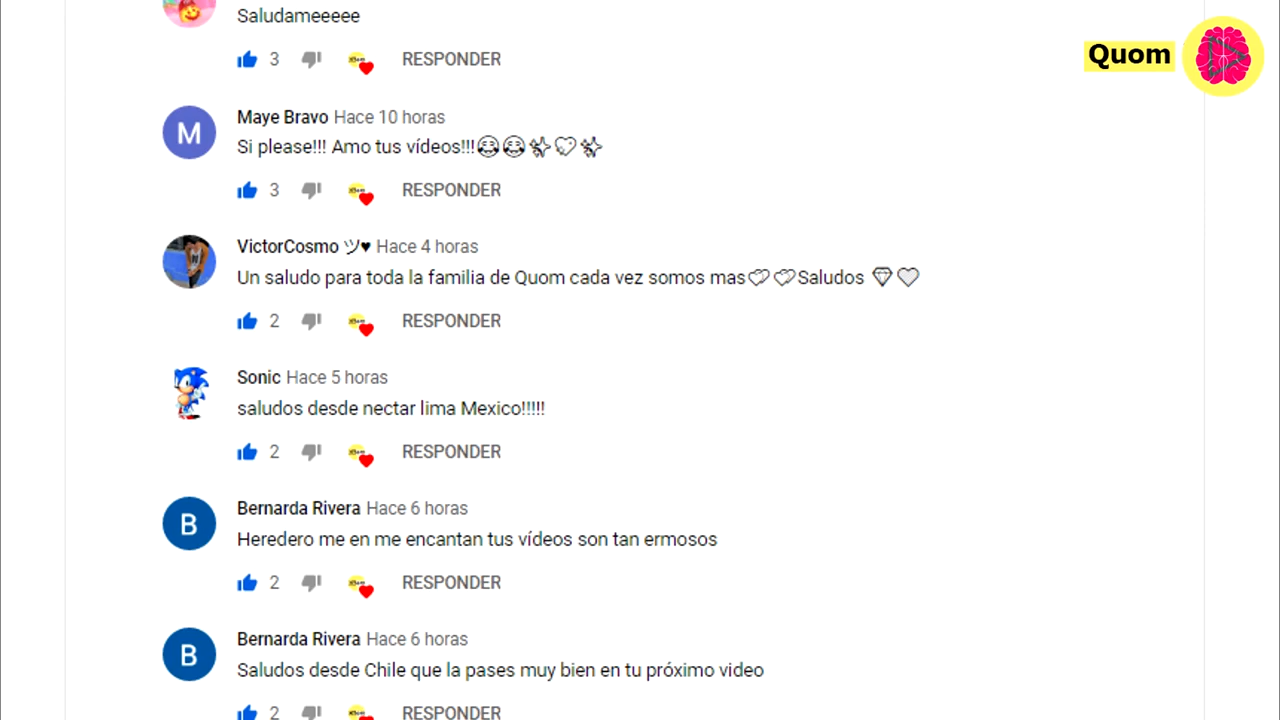 Saludameeeee
3 RESPONDER
Quom
M
Maye Bravo Hace 10 horas
Si please!!! Amo tus vídeos!!!
3 RESPONDER
VictorCosmo ツ♥ Hace 4 horas
Un saludo para toda la familia de Quom cada vez somos mas Saludos
2 RESPONDER
Sonic Hace 5 horas
saludos desde nectar lima Mexico!!!!!
2 RESPONDER
B
Bernarda Rivera Hace 6 horas
Heredero me en me encantan tus vídeos son tan ermosos
2 RESPONDER
B
Bernarda Rivera Hace 6 horas
Saludos desde Chile que la pases muy bien en tu próximo video
2 RESPONDER